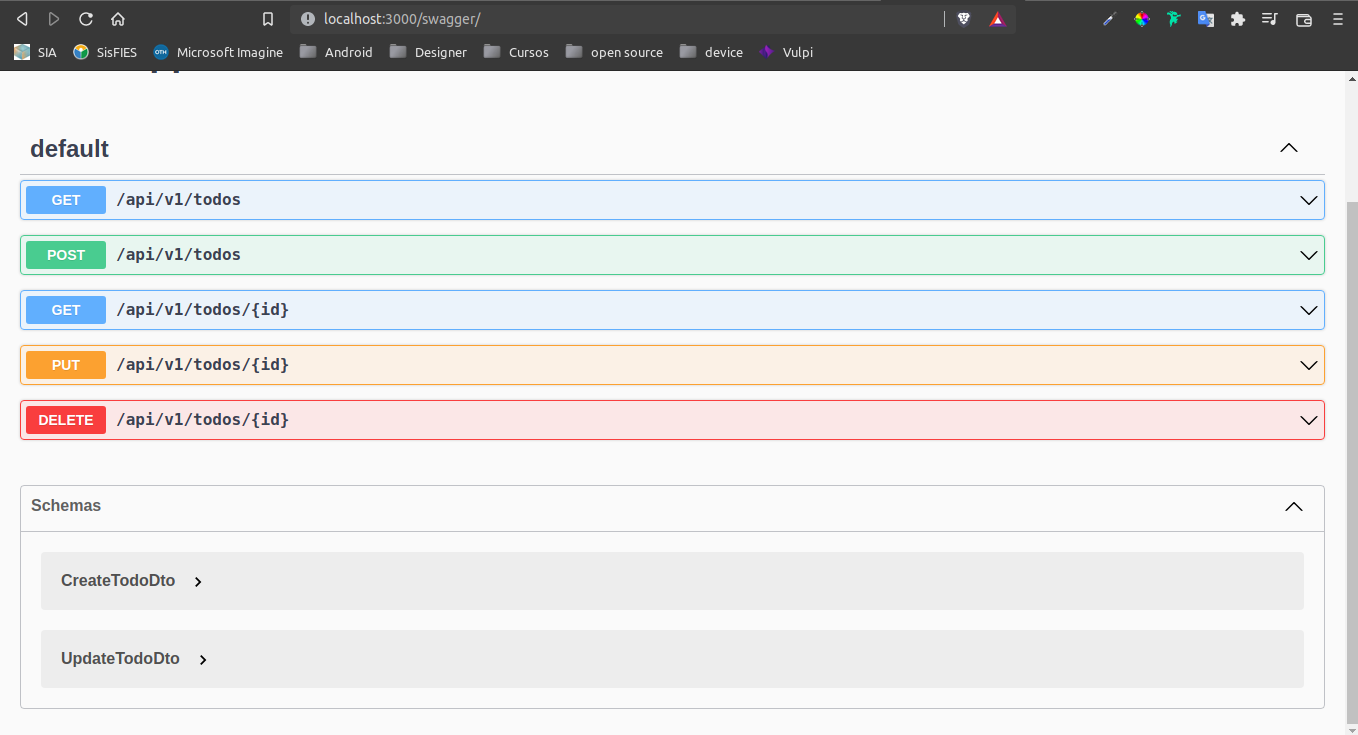 localhost:3000/swagger/
SIA SisFIES OTH Microsoft Imagine Android Designer Cursos open source device Vulpi
default
GET /api/v1/todos
POST /api/v1/todos
GET /api/v1/todos/{id}
PUT /api/v1/todos/{id}
DELETE /api/v1/todos/{id}
Schemas
CreateTodoDto
UpdateTodoDto